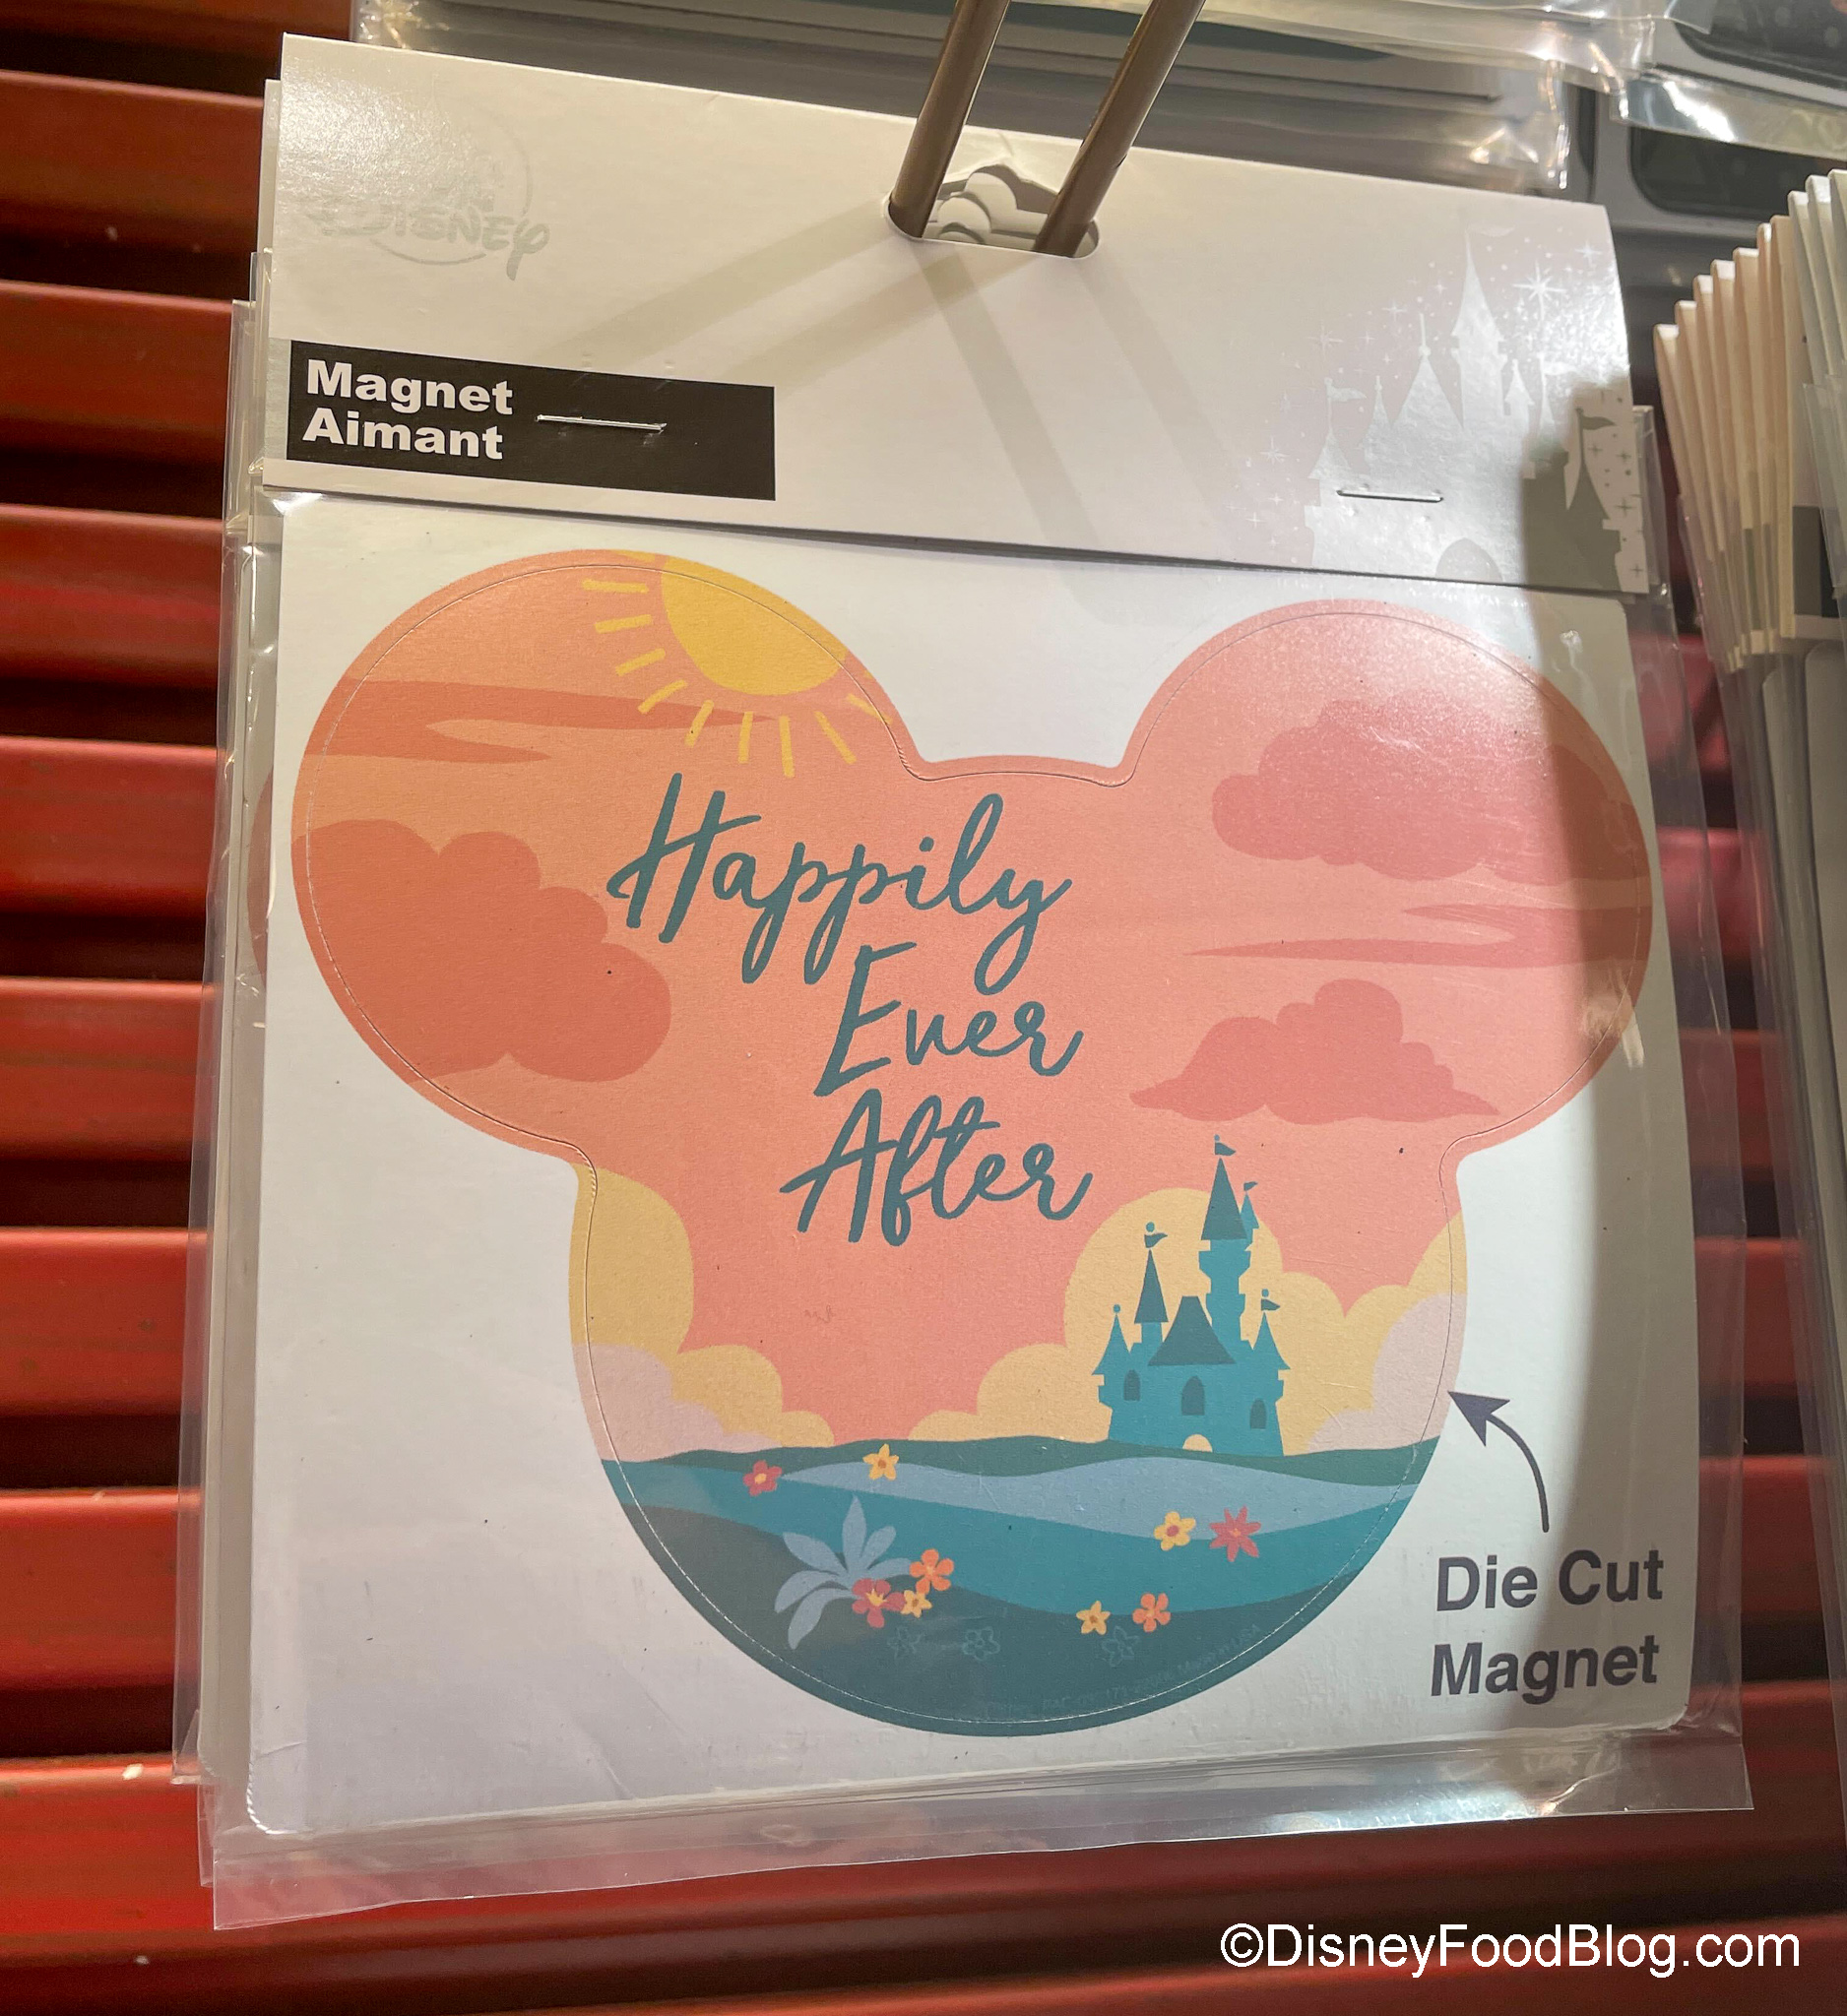 DISNEY
Magnet
Aimant
Happily
Ever
After
Die Cut
Magnet
©DisneyFoodBlog.com